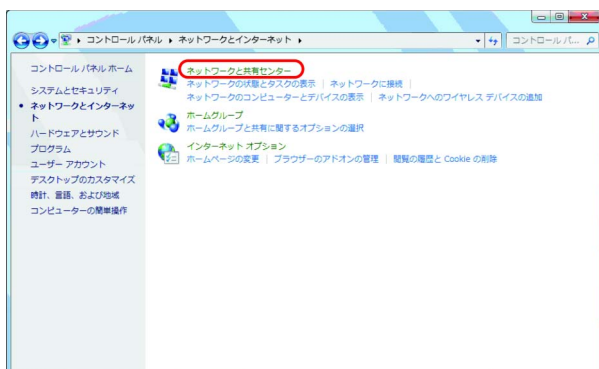 コントロール パネル ▸ ネットワークとインターネット ▸
コントロール パ...
コントロール パネル ホーム
システムとセキュリティ
ネットワークとインターネッ
ト
ハードウェアとサウンド
プログラム
ユーザー アカウント
デスクトップのカスタマイズ
時計、言語、および地域
コンピューターの簡単操作
ネットワークと共有センター
ネットワークの状態とタスクの表示 | ネットワークに接続 |
ネットワークのコンピューターとデバイスの表示 | ネットワークへのワイヤレス デバイスの追加
ホームグループ
ホームグループと共有に関するオプションの選択
インターネット オプション
ホームページの変更 | ブラウザーのアドオンの管理 | 閲覧の履歴と Cookie の削除